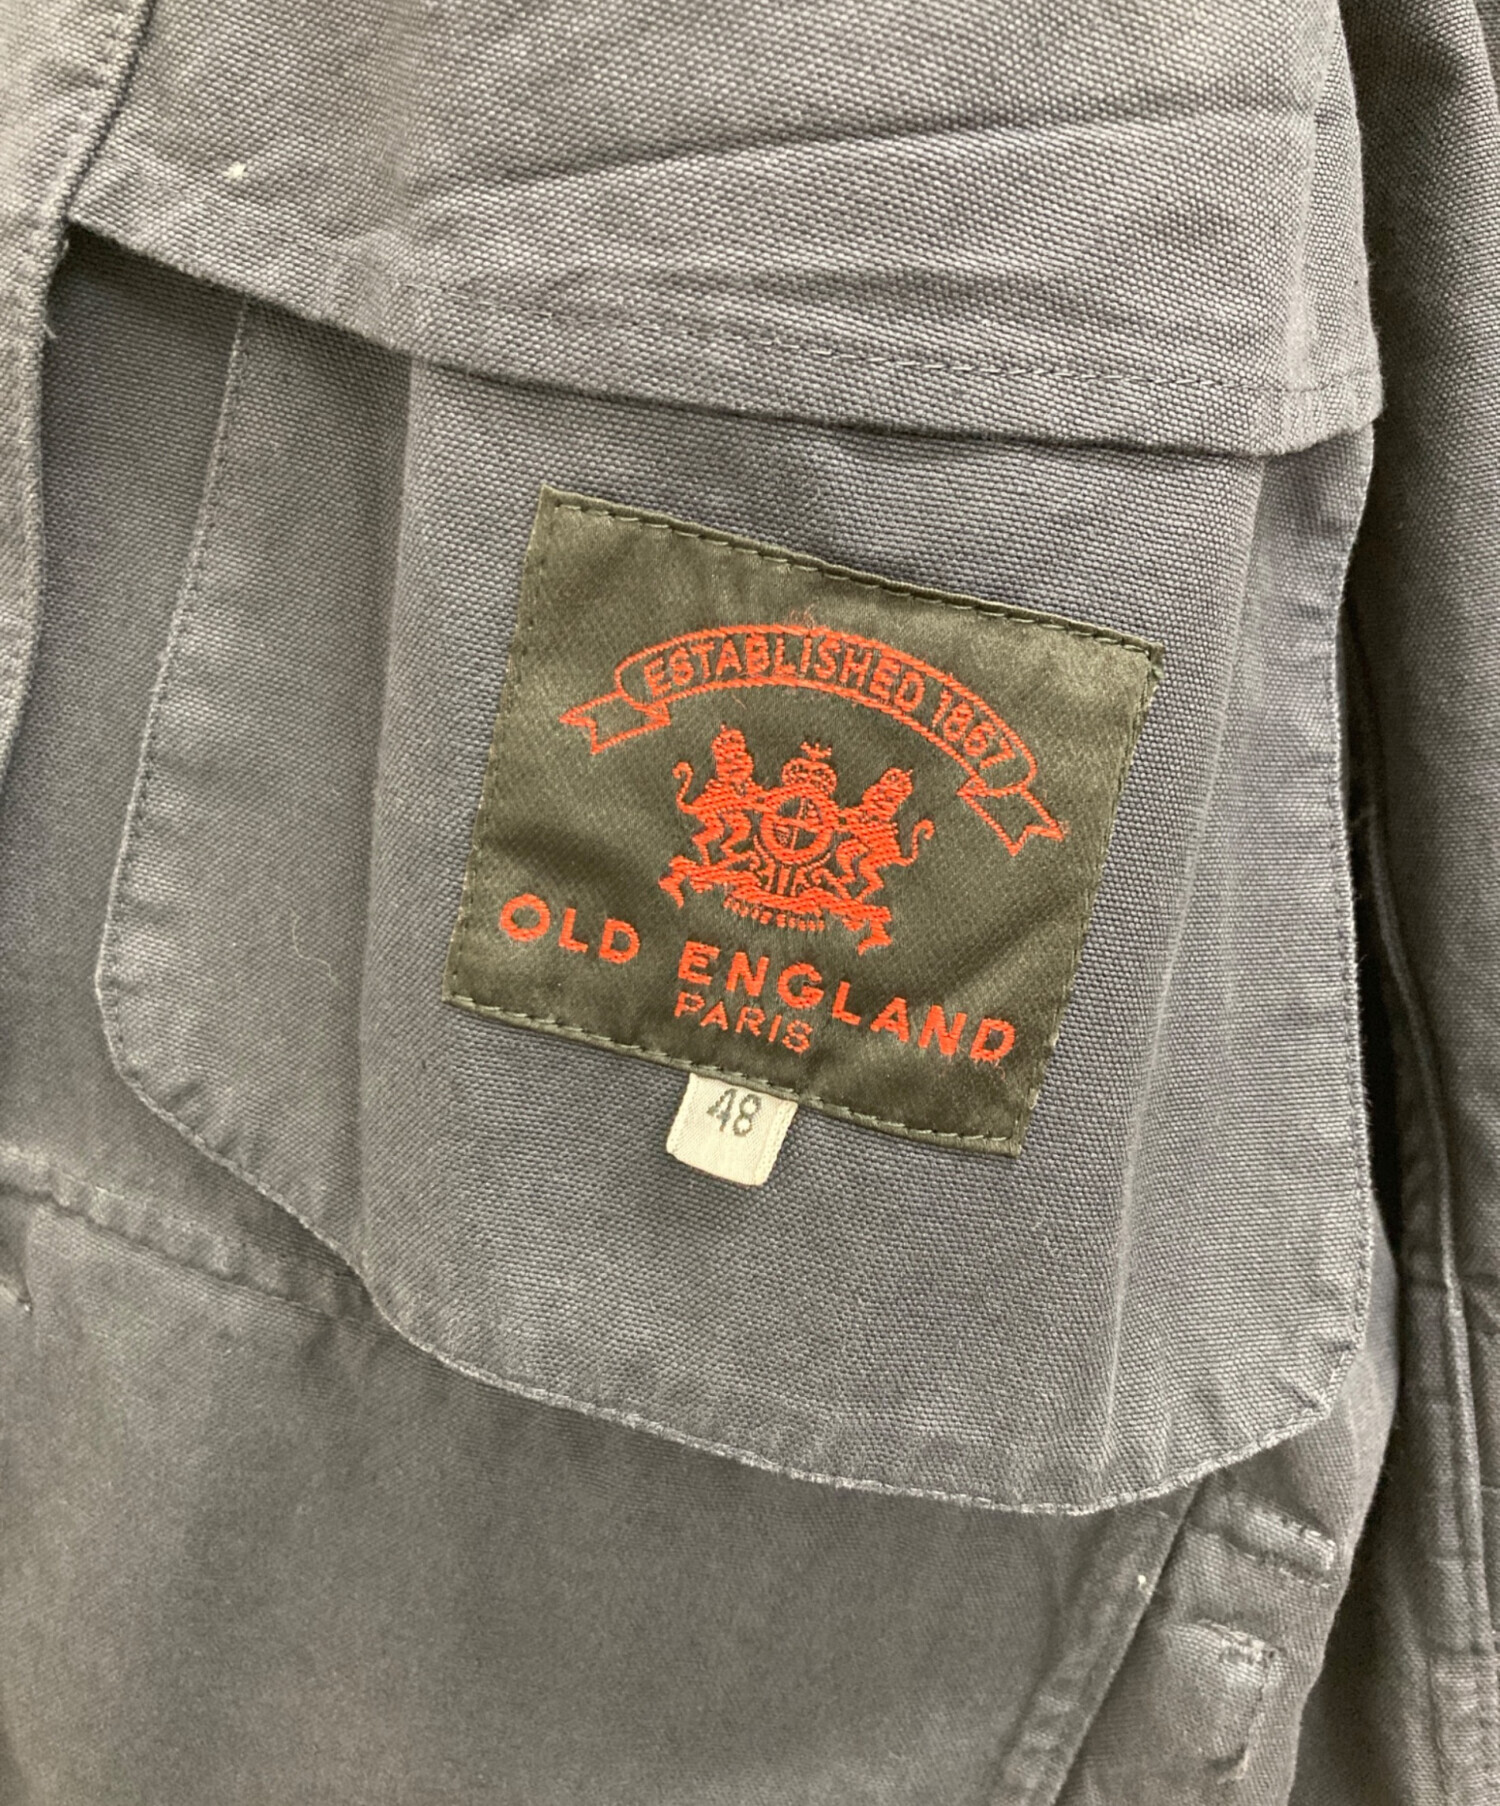 ESTABLISHED 1867
OLD ENGLAND
PARIS
48